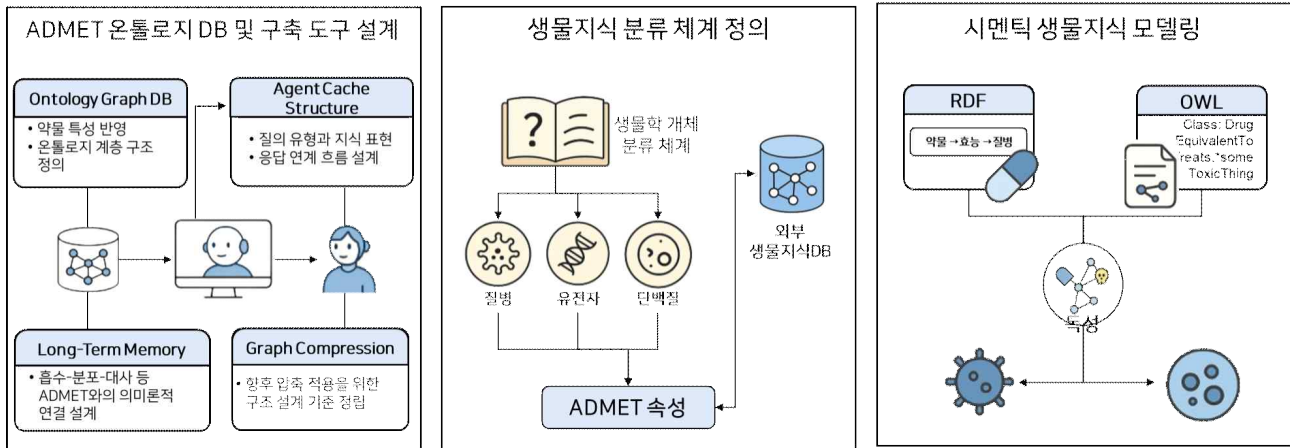 ADMET 온톨로지 DB 및 구축 도구 설계
Ontology Graph DB
• 약물 특성 반영
• 온톨로지 계층 구조
정의
Agent Cache
Structure
• 질의 유형과 지식 표현
• 응답 연계 흐름 설계
Long-Term Memory
• 흡수-분포-대사 등
ADMET와의 의미론적
연결 설계
Graph Compression
• 향후 압축 적용을 위한
구조 설계 기준 정립
생물지식 분류 체계 정의
?
생물학 개체
분류 체계
질병
유전자
단백질
외부
생물지식DB
ADMET 속성
시멘틱 생물지식 모델링
RDF
약물→효능→질병
OWL
Class: Drug
EquivalentTo
reats.*some
ToxicThing
독성